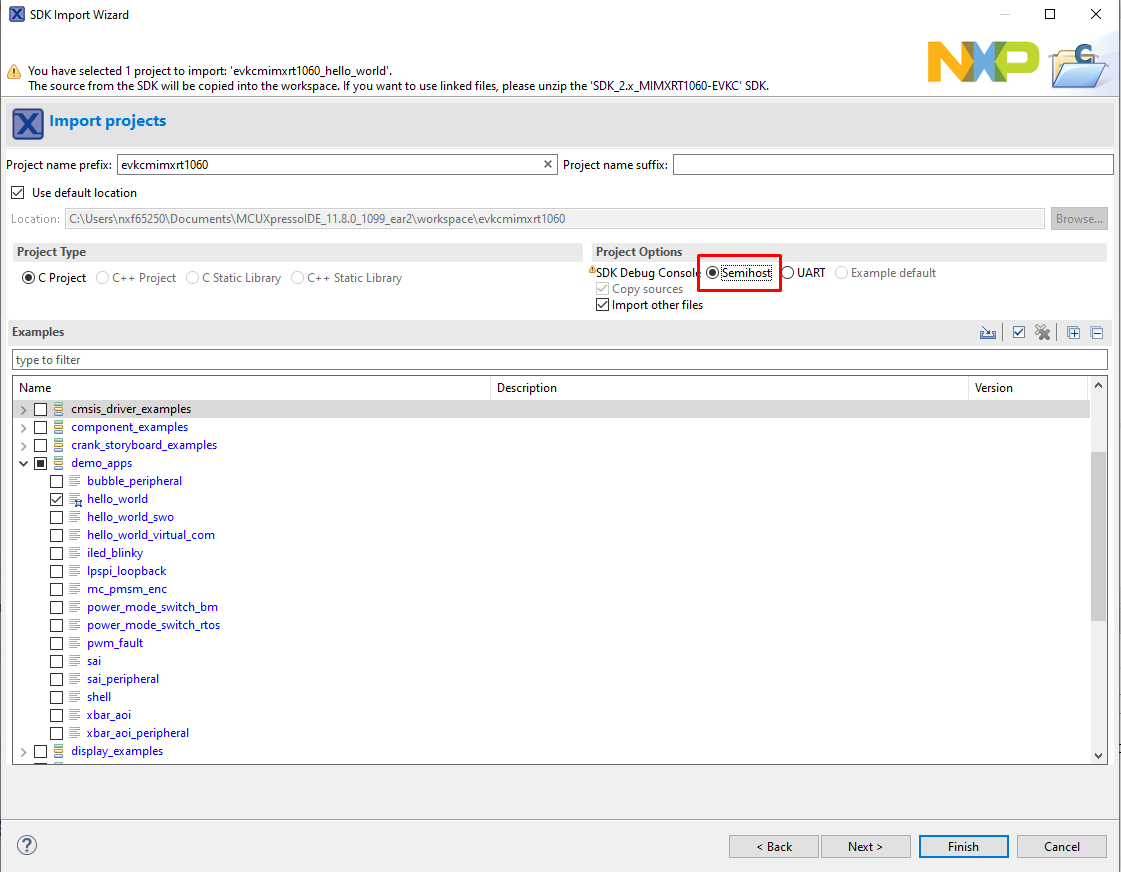 SDK Import Wizard
You have selected 1 project to import: 'evkcmimxrt1060_hello_world'.
The source from the SDK will be copied into the workspace. If you want to use linked files, please unzip the 'SDK_2.x_MIMXRT1060-EVKC' SDK.
NXP
C
Import projects
Project name prefix: evkcmimxrt1060 Project name suffix:
Use default location
Location: C:\Users\nxf65250\Documents\MCUXpressoIDE_11.8.0_1099_ear2\workspace\evkcmimxrt1060 Browse...
Project Type Project Options
C Project C++ Project C Static Library C++ Static Library SDK Debug Console Semihost UART Example default
Copy sources
Import other files
Examples
type to filter
Name Description Version
cmsis_driver_examples
component_examples
crank_storyboard_examples
demo_apps
bubble_peripheral
hello_world
hello_world_swo
hello_world_virtual_com
iled_blinky
lpspi_loopback
mc_pmsm_enc
power_mode_switch_bm
power_mode_switch_rtos
pwm_fault
sai
sai_peripheral
shell
xbar_aoi
xbar_aoi_peripheral
display_examples
? < Back Next > Finish Cancel